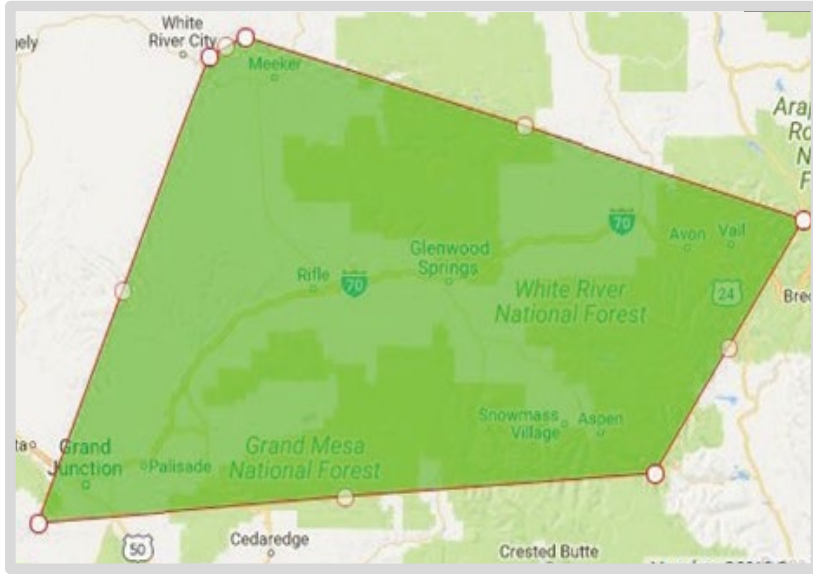 White
River City
Meeker
70
Avon
Vail
Glenwood
Springs
Rifle
70
White River
National Forest
24
Snowmass
Village
Aspen
Grand
Junction
Palisade
Grand Mesa
National Forest
50
Cedaredge
Crested Butte